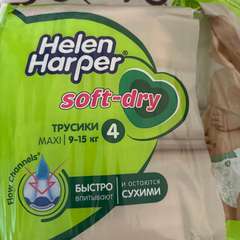 Helen
Harper®
soft-dry
ТРУСИКИ 4
MAXI | 9-15 кг
Flow Channels®
БЫСТРО
ВПИТЫВАЮТ
И ОСТАЮТСЯ
СУХИМИ